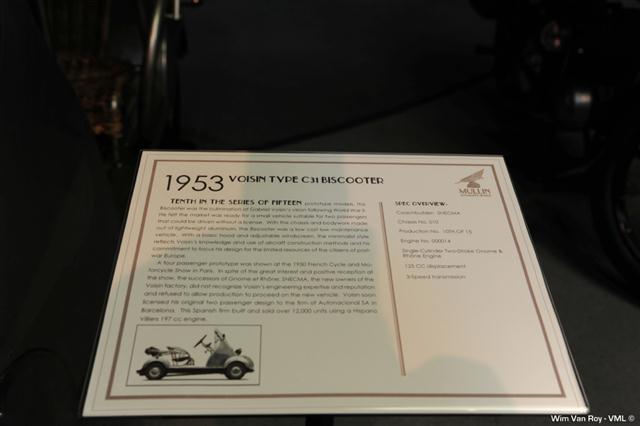 1953 VOISIN TYPE C31 BISCOOTER
TENTH IN THE SERIES OF FIFTEEN prototype models, the
Biscooter was the culmination of Gabriel Voisin's vision following World War II.
He felt the market was ready for a small vehicle suitable for two passengers
that could be driven without a license. With the chassis and bodywork made
out of lightweight aluminum, the Biscooter was a low cost low maintenance
vehicle. With a basic hood and adjustable windscreen, the minimalist style
reflects Voisin's knowledge and use of aircraft construction methods and his
commitment to focus his design for the limited resources of the citizens of post-
war Europe.
A four passenger prototype was shown at the 1950 French Cycle and Mo-
torcycle Show in Paris. In spite of the great interest and positive reception at
the show, the successors of Gnome et Rhône, SNECMA, the new owners of the
Voisin factory, did not recognize Voisin's engineering expertise and reputation
and refused to allow production to proceed on the new vehicle. Voisin soon
licensed his original two passenger design to the firm of Autonacional SA in
Barcelona. This Spanish firm built and sold over 12,000 units using a Hispano
Villiers 197 cc engine.
MULLIN
AUTOMOTIVE MUSEUM
SPEC OVERVIEW:
Coachbuilder: SNECMA
Chassis No. 010
Production No. 10th OF 15
Engine No. 000014
Single-Cylinder Two-Stroke Gnome &
Rhône Engine
125 CC displacement
3-Speed transmission
Wim Van Roy - VML ©